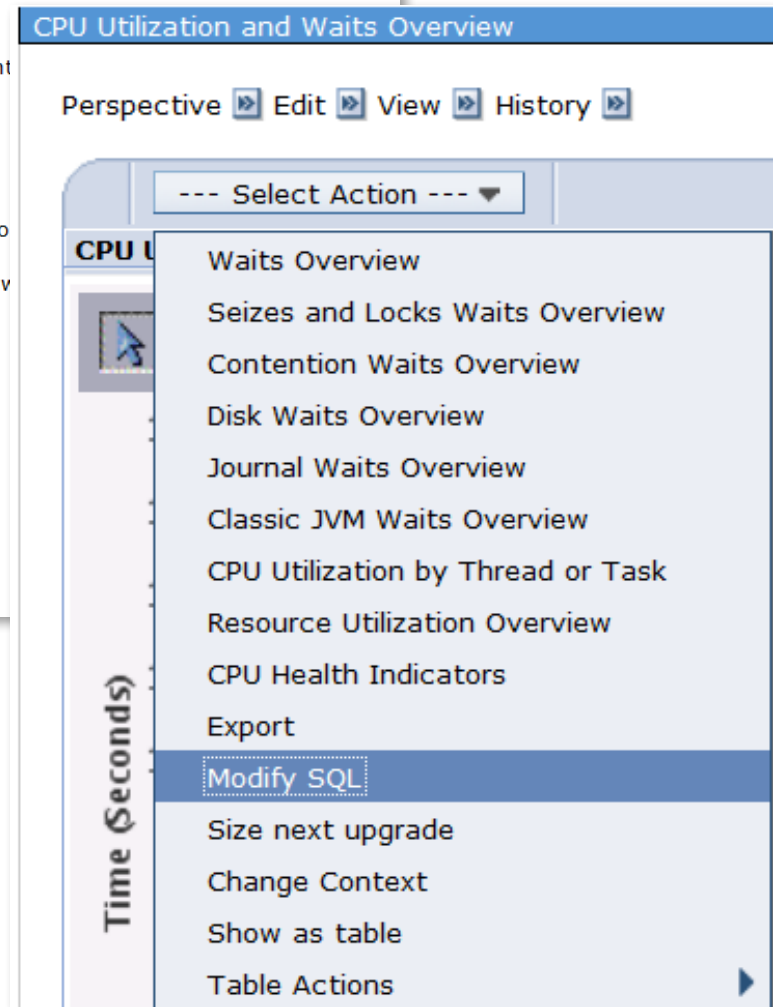 CPU Utilization and Waits Overview
Perspective Edit View History
--- Select Action ---
CPU U
Waits Overview
Seizes and Locks Waits Overview
Contention Waits Overview
Disk Waits Overview
Journal Waits Overview
Classic JVM Waits Overview
CPU Utilization by Thread or Task
Resource Utilization Overview
CPU Health Indicators
Export
Modify SQL
Size next upgrade
Change Context
Show as table
Table Actions
Time (Seconds)